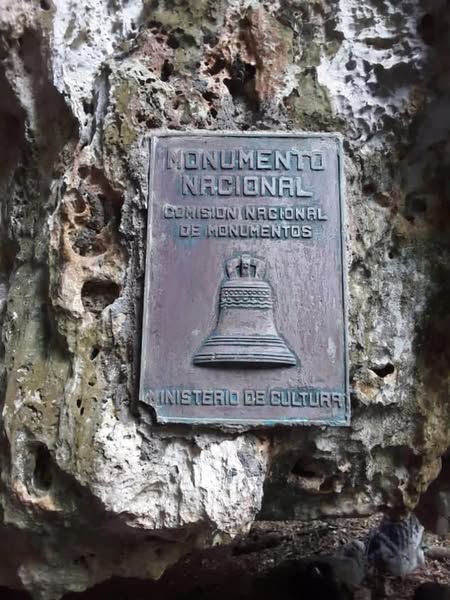 MONUMENTO
NACIONAL
COMISION NACIONAL
DE MONUMENTOS
MINISTERIO DE CULTURA